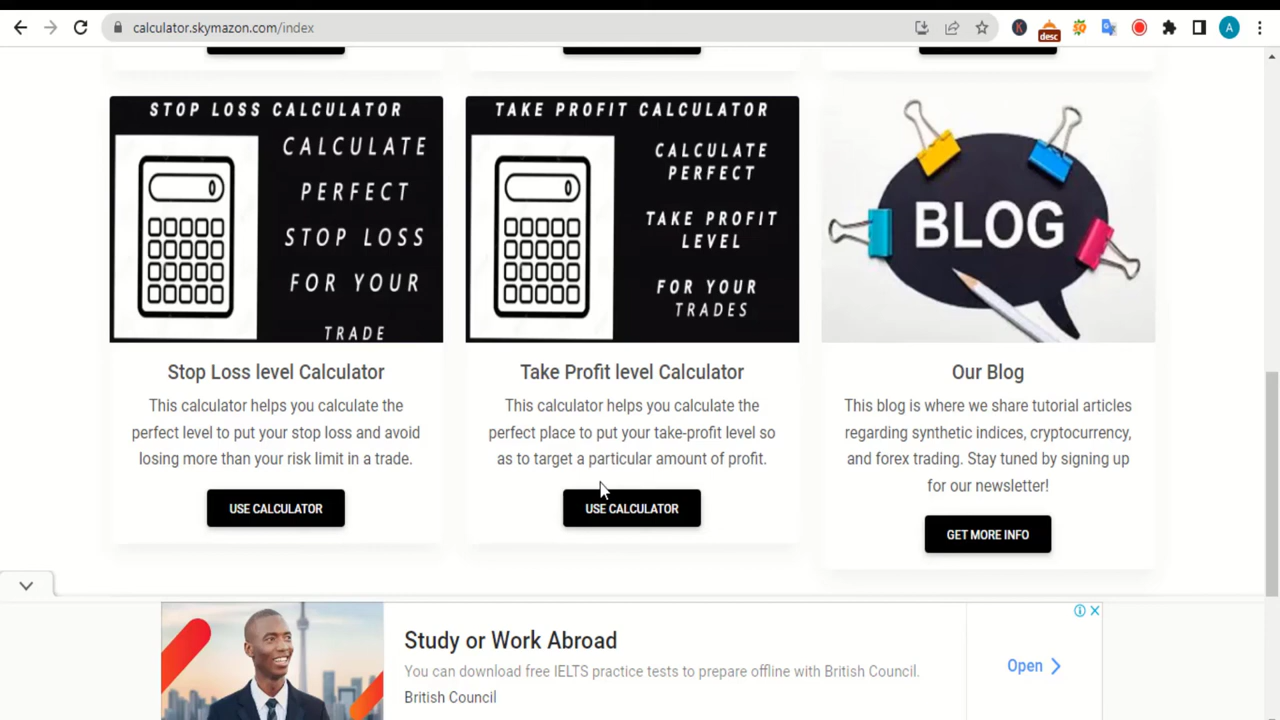 calculator.skymazon.com/index
K
desc
A
STOP LOSS CALCULATOR
CALCULATE
PERFECT
STOP LOSS
FOR YOUR
TRADE
0
TAKE PROFIT CALCULATOR
CALCULATE
PERFECT
TAKE PROFIT
LEVEL
FOR YOUR
TRADES
0
BLOG
Stop Loss level Calculator
This calculator helps you calculate the
perfect level to put your stop loss and avoid
losing more than your risk limit in a trade.
USE CALCULATOR
Take Profit level Calculator
This calculator helps you calculate the
perfect place to put your take-profit level so
as to target a particular amount of profit.
USE CALCULATOR
Our Blog
This blog is where we share tutorial articles
regarding synthetic indices, cryptocurrency,
and forex trading. Stay tuned by signing up
for our newsletter!
GET MORE INFO
Study or Work Abroad
You can download free IELTS practice tests to prepare offline with British Council.
British Council
Open